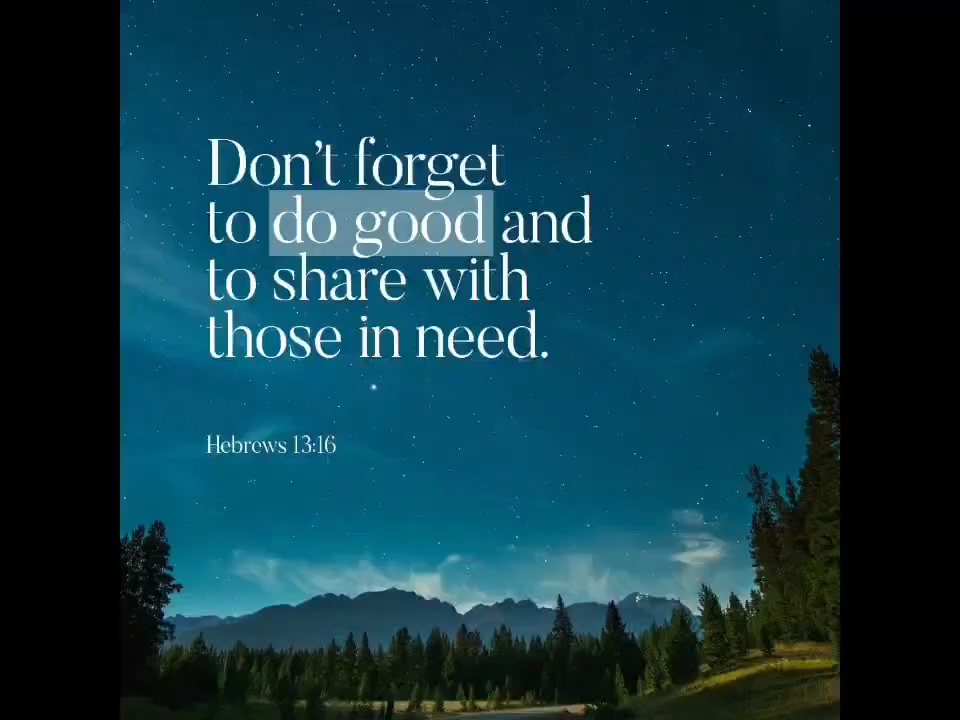 Don't forget
to do good and
to share with
those in need.
Hebrews 13:16